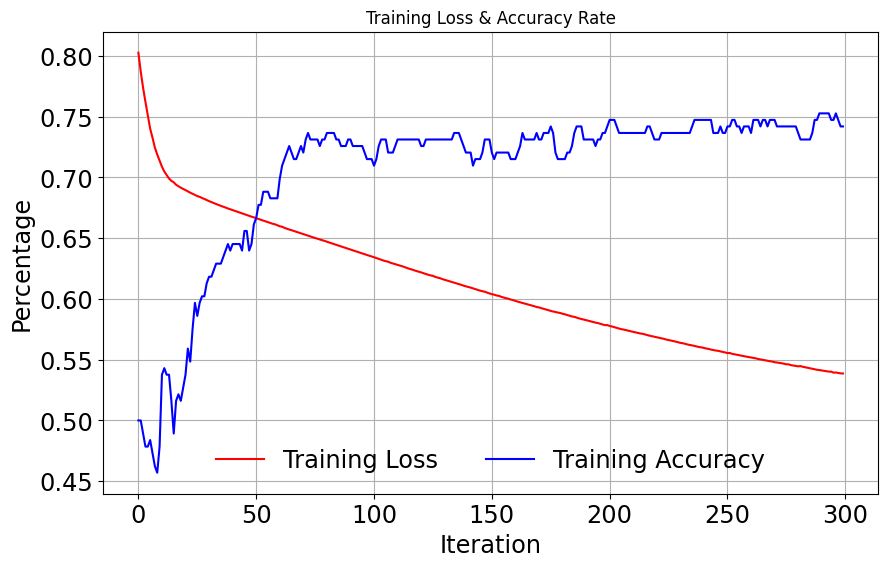 Training Loss & Accuracy Rate
0.80
0.75
0.70
0.65
0.60
0.55
0.50
0.45
Percentage
Training Loss
Training Accuracy
0 50 100 150 200 250 300
Iteration